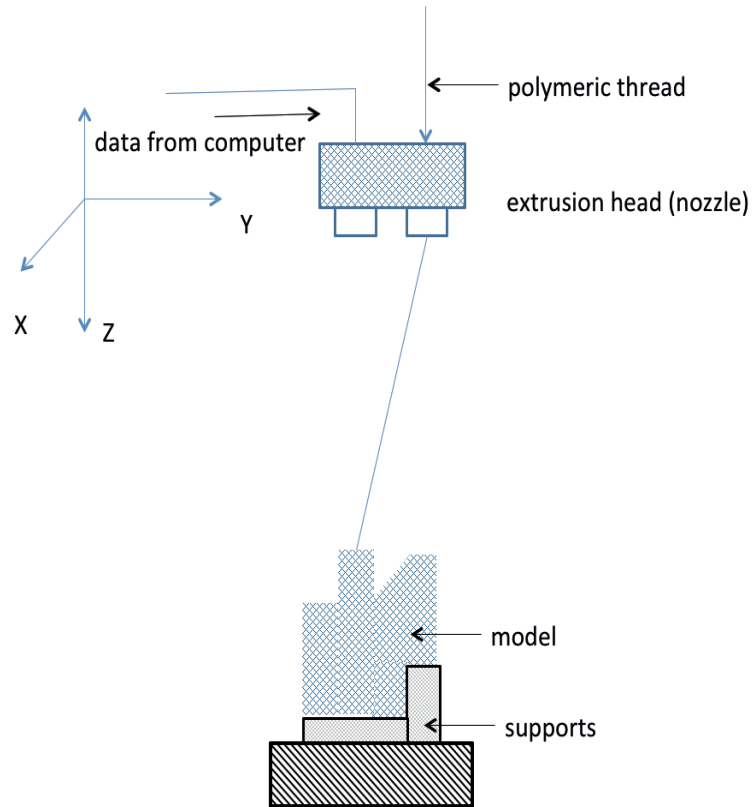 polymeric thread
data from computer
extrusion head (nozzle)
Y
X
Z
model
supports